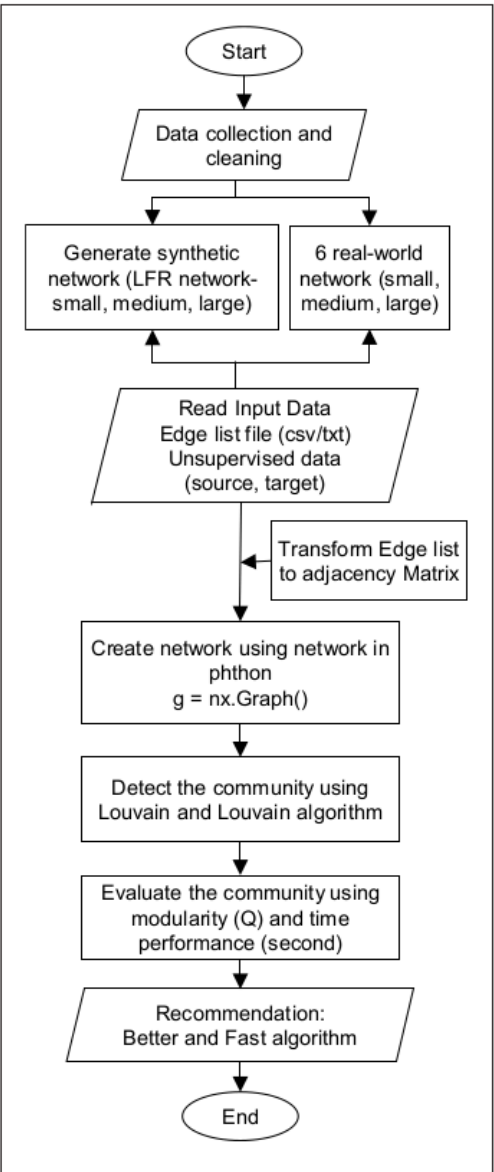 Start
Data collection and
cleaning
Generate synthetic
network (LFR network-
small, medium, large)
6 real-world
network (small,
medium, large)
Read Input Data
Edge list file (csv/txt)
Unsupervised data
(source, target)
Transform Edge list
to adjacency Matrix
Create network using network in
phthon
g = nx.Graph()
Detect the community using
Louvain and Louvain algorithm
Evaluate the community using
modularity (Q) and time
performance (second)
Recommendation:
Better and Fast algorithm
End